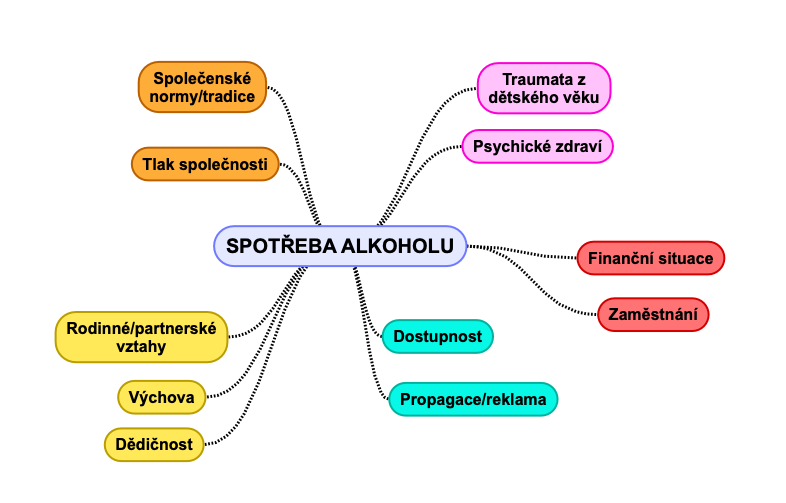 Společenské
normy/tradice
Traumata z
dětského věku
Psychické zdraví
Tlak společnosti
SPOTŘEBA ALKOHOLU
Finanční situace
Zaměstnání
Rodinné/partnerské
vztahy
Dostupnost
Výchova
Propagace/reklama
Dědičnost